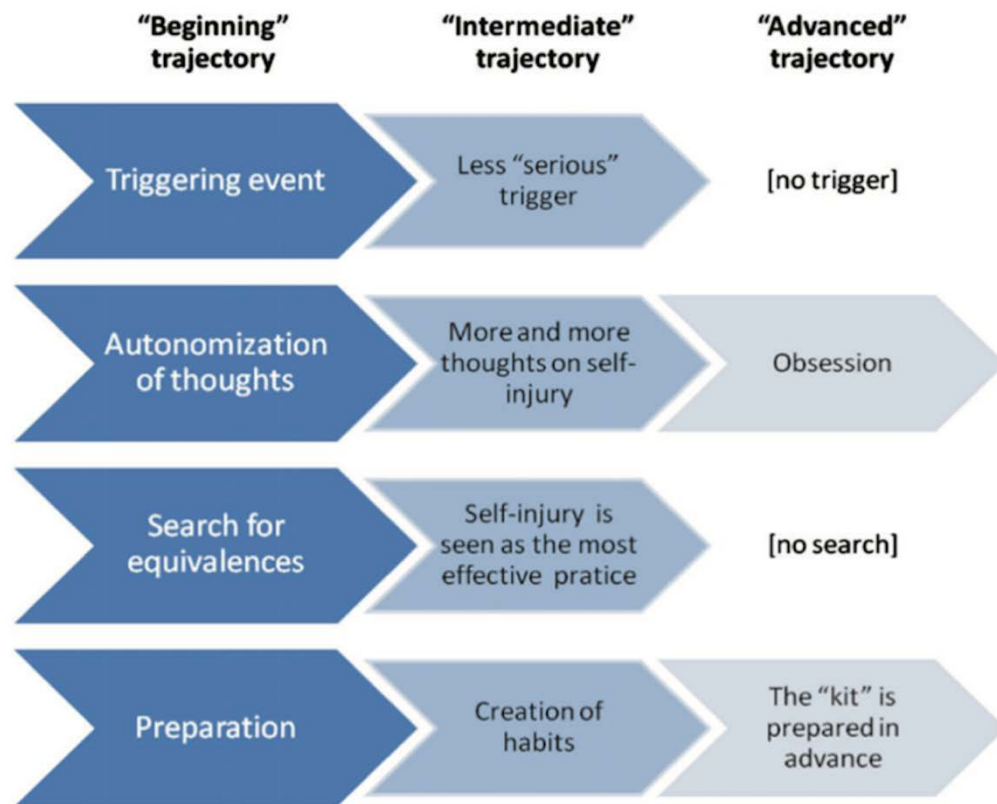 “Beginning” trajectory
“Intermediate” trajectory
“Advanced” trajectory
Triggering event
Less “serious”
trigger
[no trigger]
Autonomization
of thoughts
More and more
thoughts on self-
injury
Obsession
Search for
equivalences
Self-injury is
seen as the most
effective pratice
[no search]
Preparation
Creation of
habits
The “kit” is
prepared in
advance